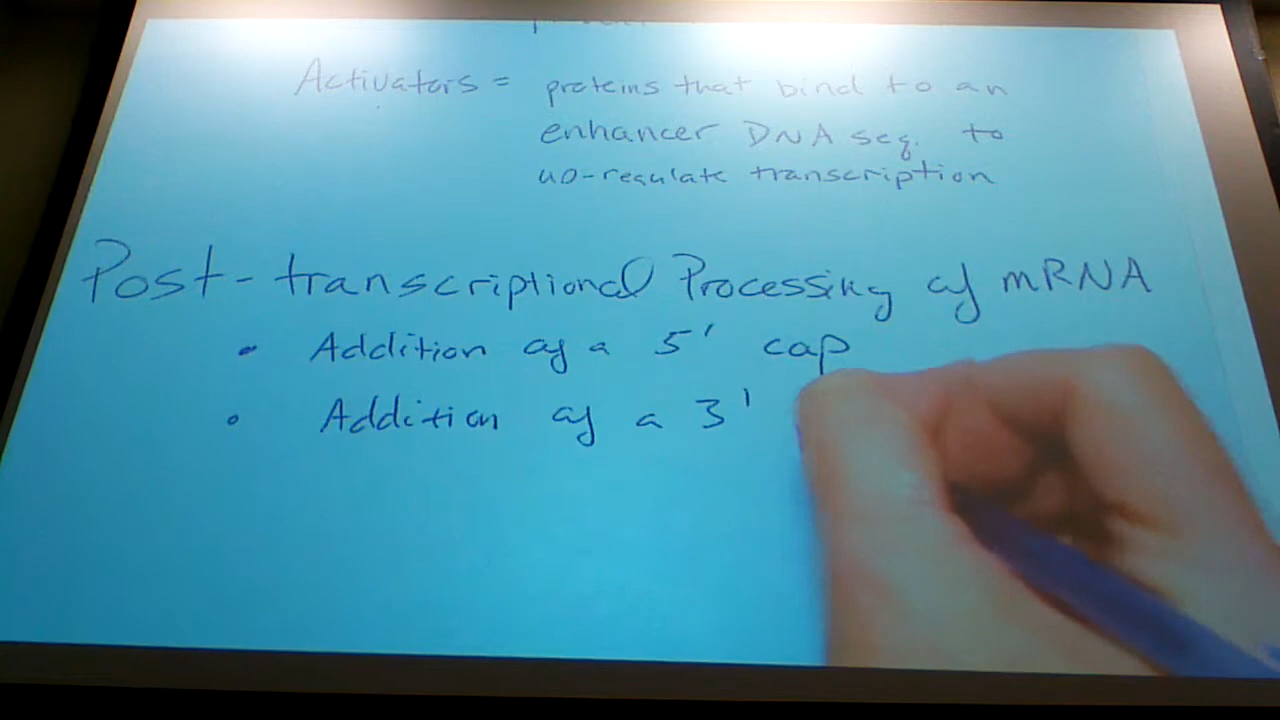 Activators = proteins that bind to an
enhancer DNA seq. to
up-regulate transcription
Post-transcriptional Processing of mRNA
• Addition of a 5' cap
• Addition of a 3'